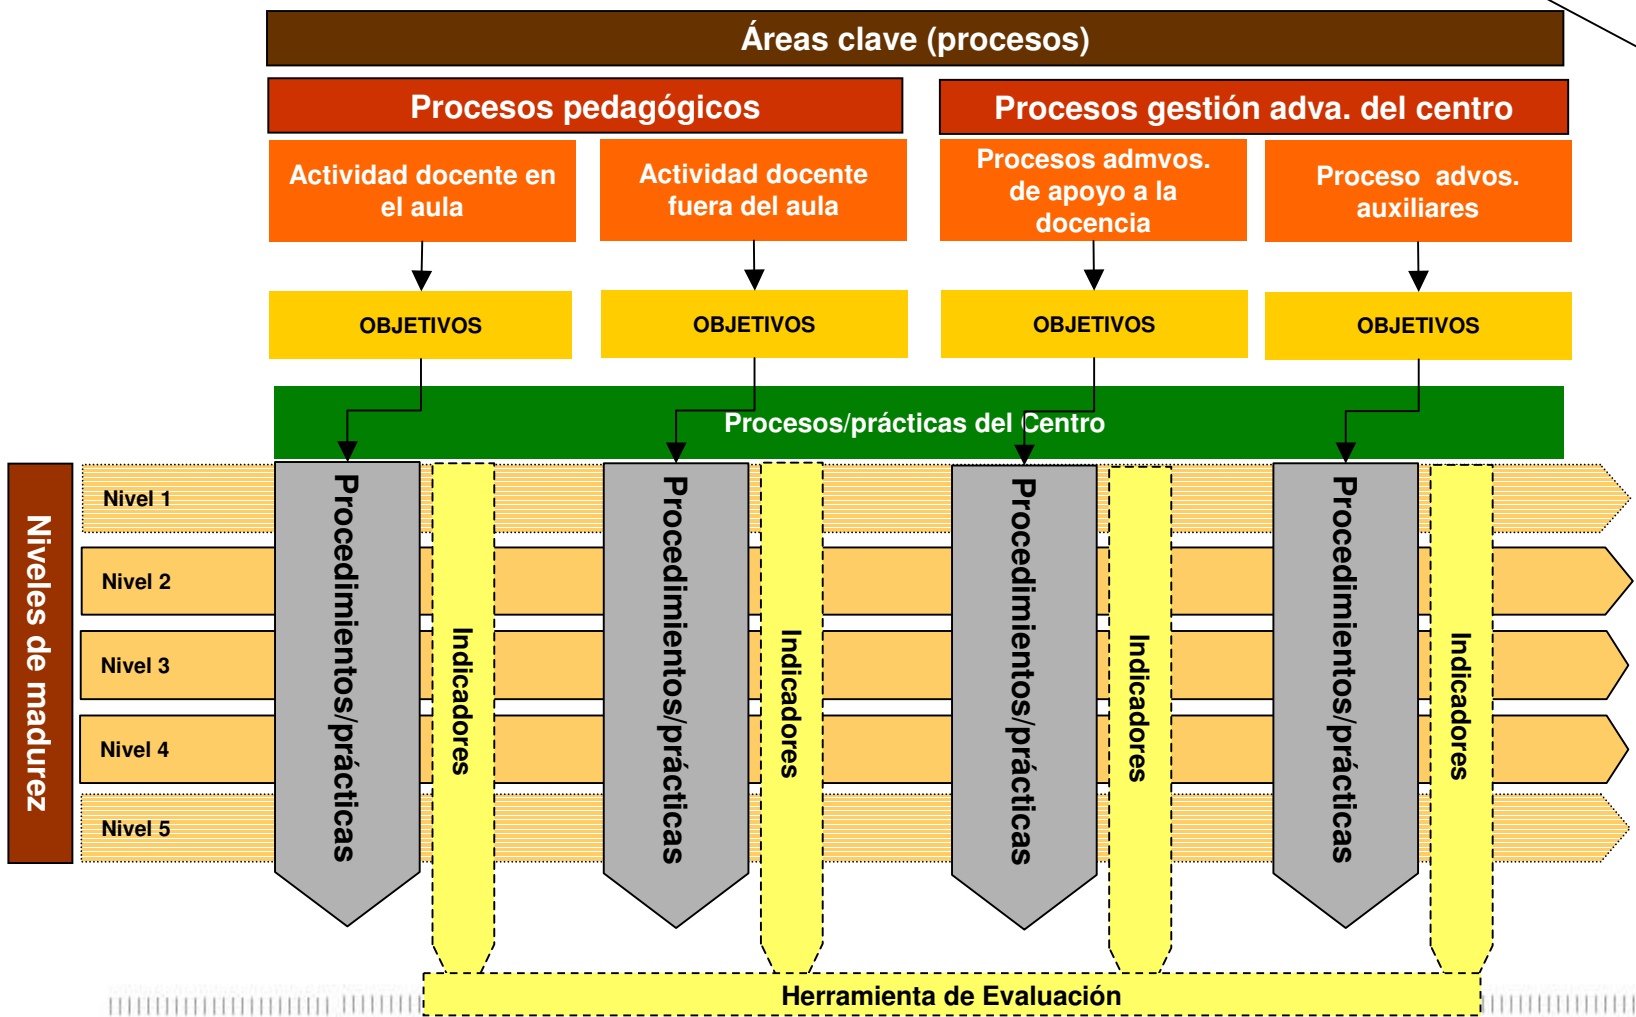 Áreas clave (procesos)
Procesos pedagógicos
Procesos gestión adva. del centro
Actividad docente en
el aula
Actividad docente
fuera del aula
Procesos admvos.
de apoyo a la
docencia
Proceso  advos.
auxiliares
OBJETIVOS
OBJETIVOS
OBJETIVOS
OBJETIVOS
Procesos/prácticas del Centro
Niveles de madurez
Nivel 1
Nivel 2
Nivel 3
Nivel 4
Nivel 5
Procedimientos/prácticas
Indicadores
Procedimientos/prácticas
Indicadores
Procedimientos/prácticas
Indicadores
Procedimientos/prácticas
Indicadores
Herramienta de Evaluación